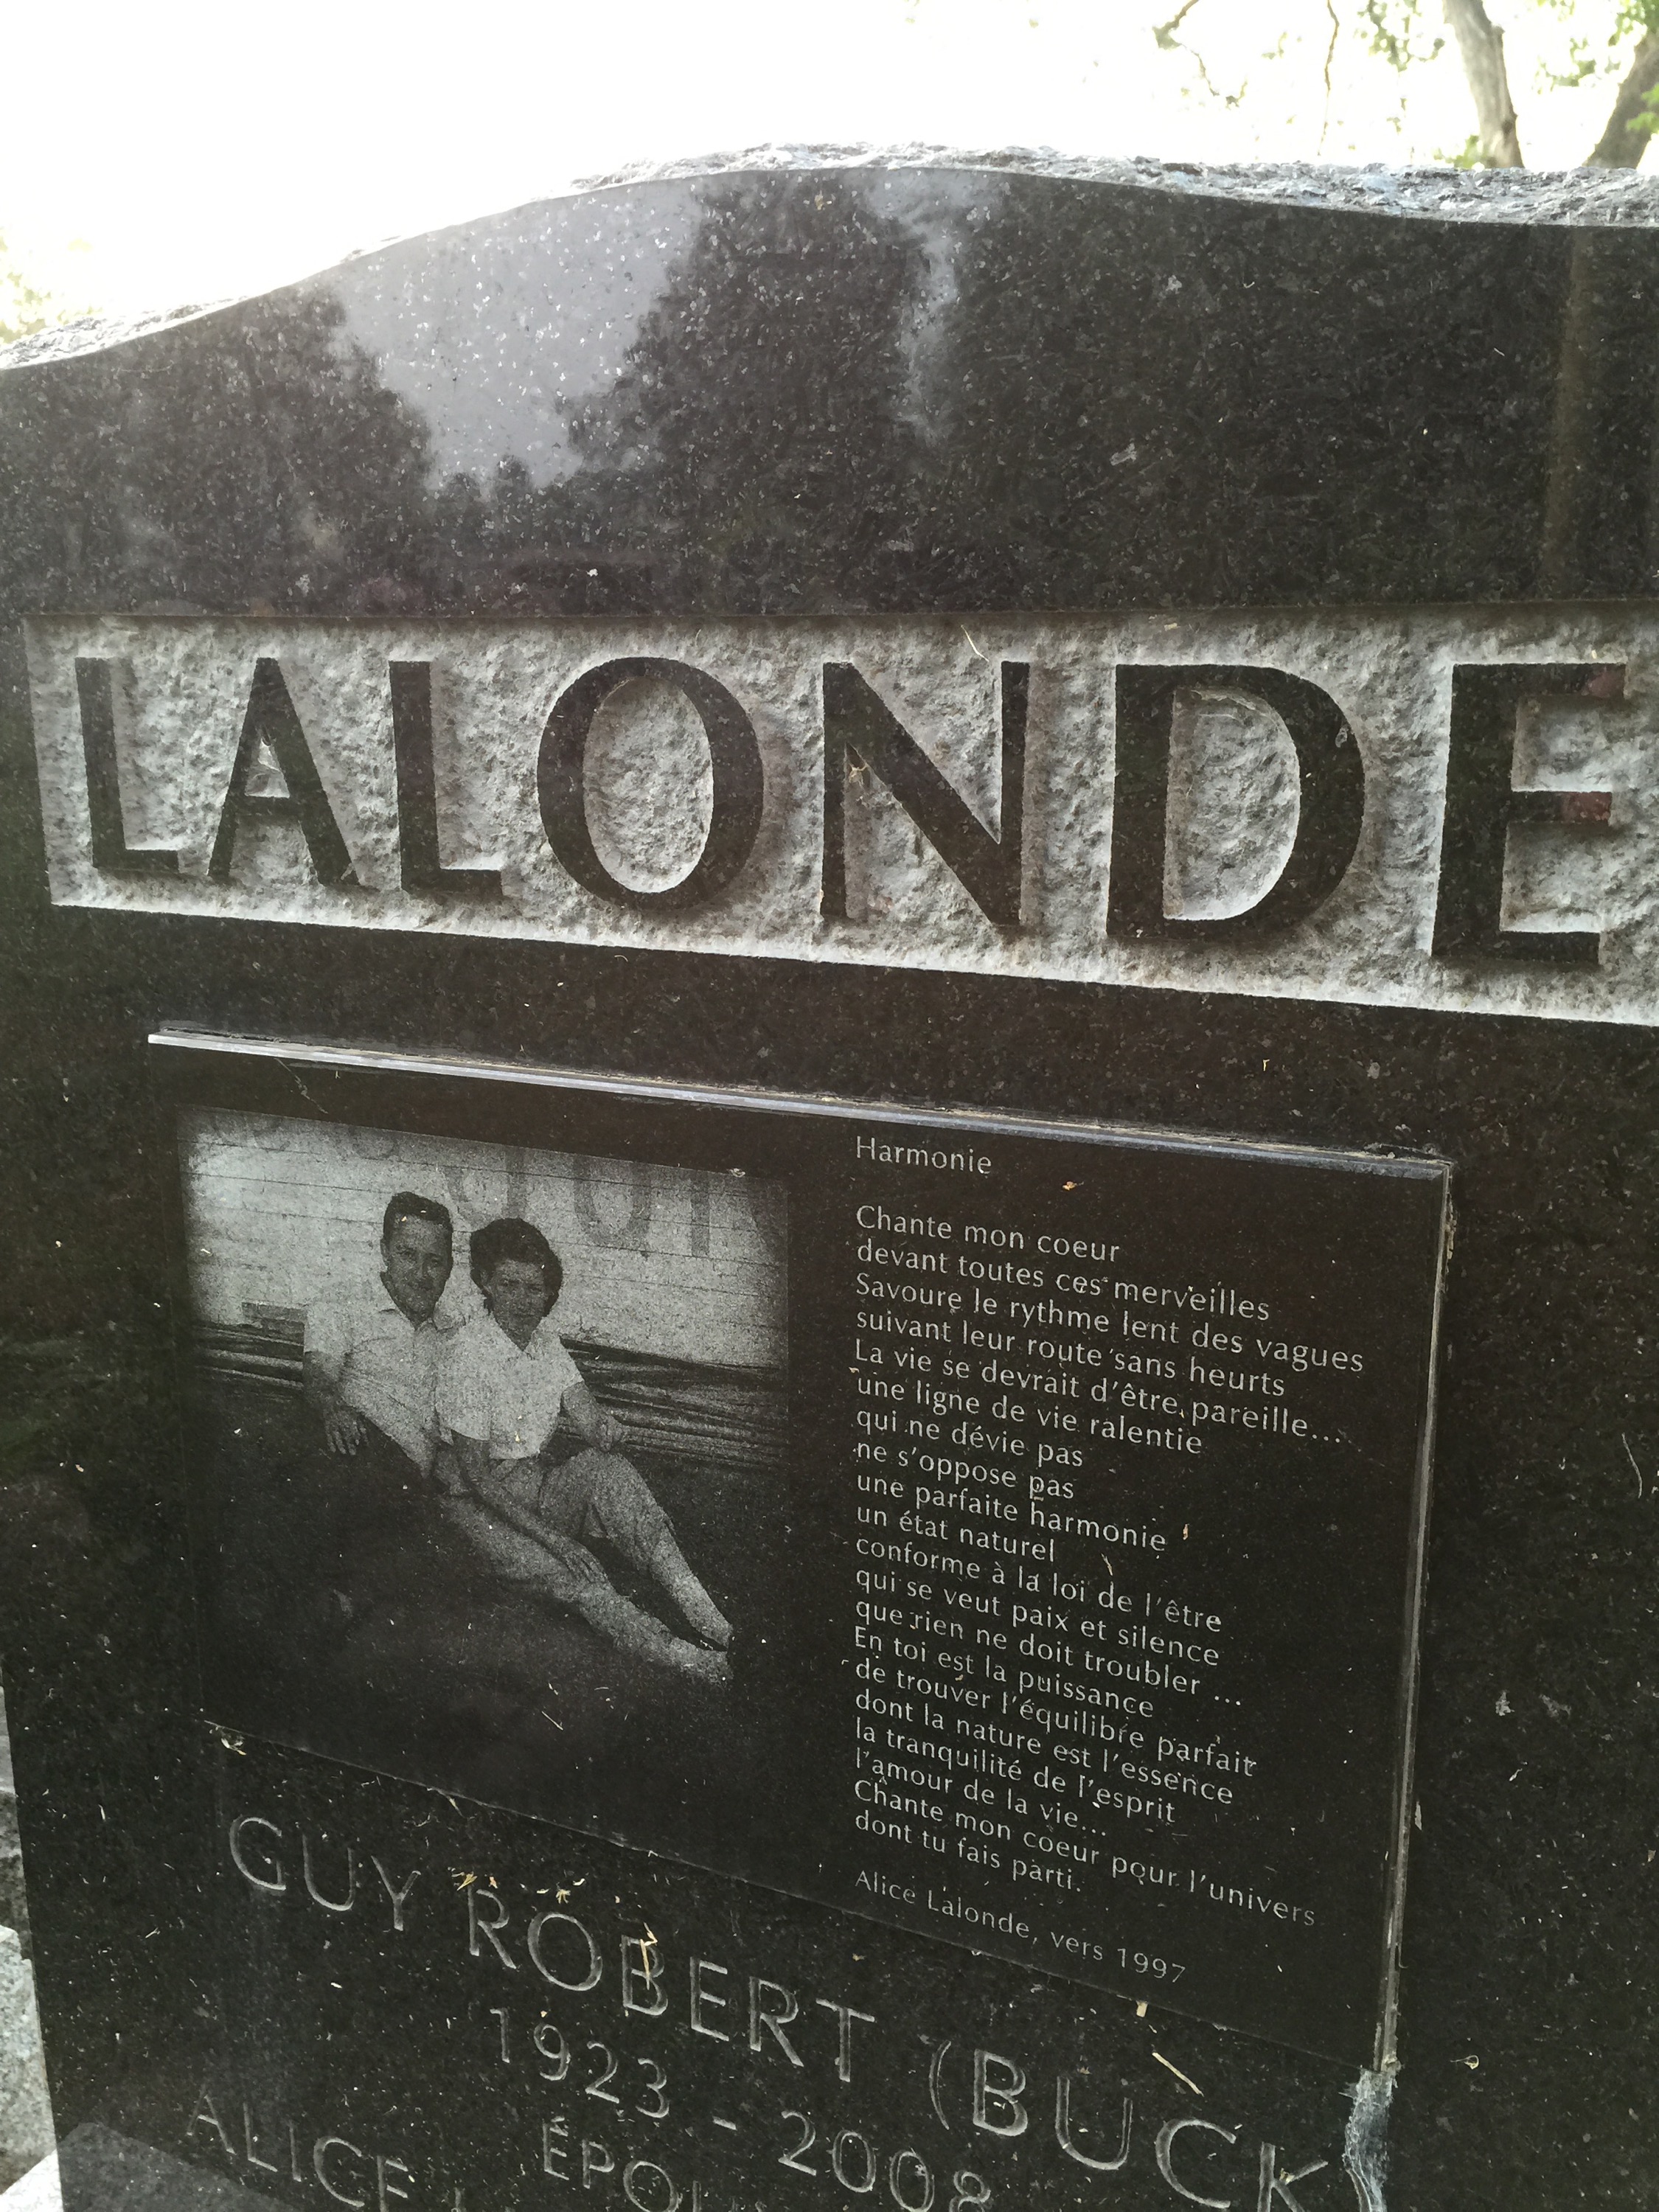 LALONDE
Harmonie
Chante mon coeur
devant toutes ces merveilles
Savoure le rythme lent des vagues
suivant leur route sans heurts
La vie se devrait d'être pareille...
une ligne de vie ralentie
qui ne dévie pas
ne s'oppose pas
une parfaite harmonie
un état naturel
conforme à la loi de l'être
qui se veut paix et silence
que rien ne doit troubler ...
En toi est la puissance
de trouver l'équilibre parfait
dont la nature est l'essence
la tranquilité de l'esprit
l'amour de la vie...
Chante mon coeur pour l'univers
dont tu fais parti.
Alice Lalonde, vers 1997
GUY ROBERT (BUCK
1923 - 2008
ALICE